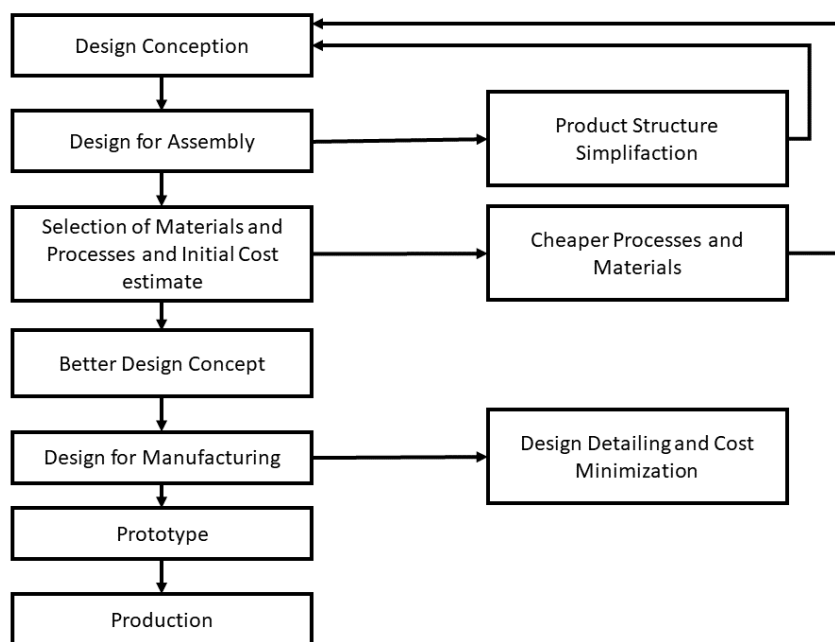 Design Conception
Design for Assembly
Product Structure
Simplifaction
Selection of Materials and
Processes and Initial Cost
estimate
Cheaper Processes and
Materials
Better Design Concept
Design for Manufacturing
Design Detailing and Cost
Minimization
Prototype
Production